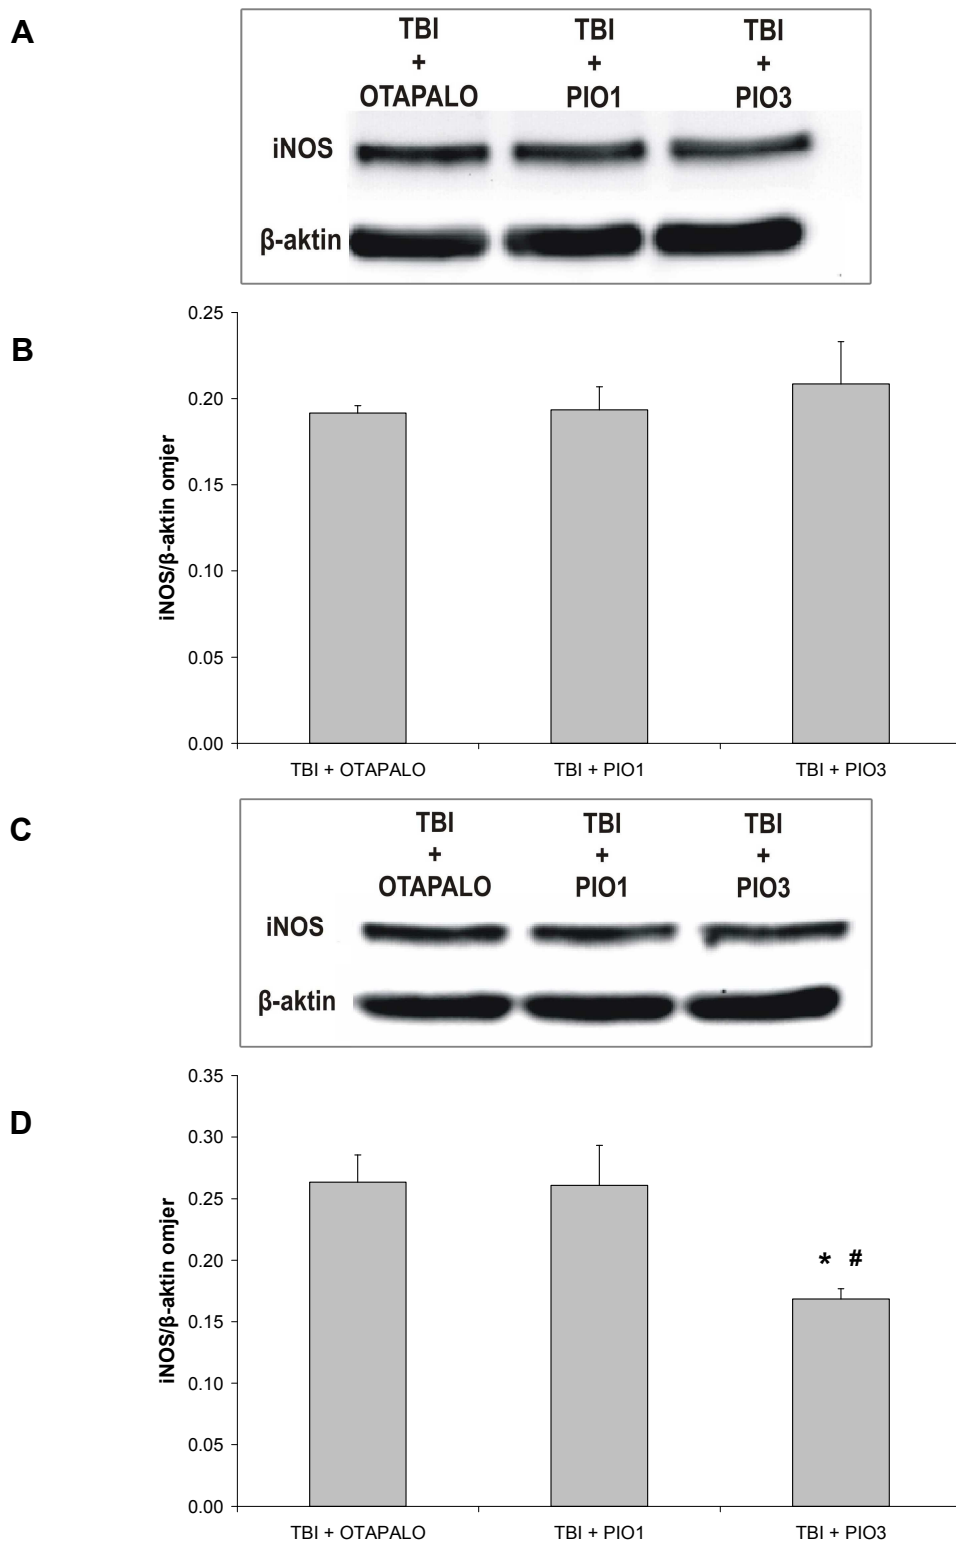 A
TBI TBI TBI
+ + +
OTAPALO PIO1 PIO3
iNOS
β-aktin
B
0.25
0.20
0.15
0.10
0.05
0.00
iNOS/β-aktin omjer
TBI + OTAPALO TBI + PIO1 TBI + PIO3
C
TBI TBI TBI
+ + +
OTAPALO PIO1 PIO3
iNOS
β-aktin
D
0.35
0.30
0.25
0.20
0.15
0.10
0.05
0.00
iNOS/β-aktin omjer
* #
TBI + OTAPALO TBI + PIO1 TBI + PIO3